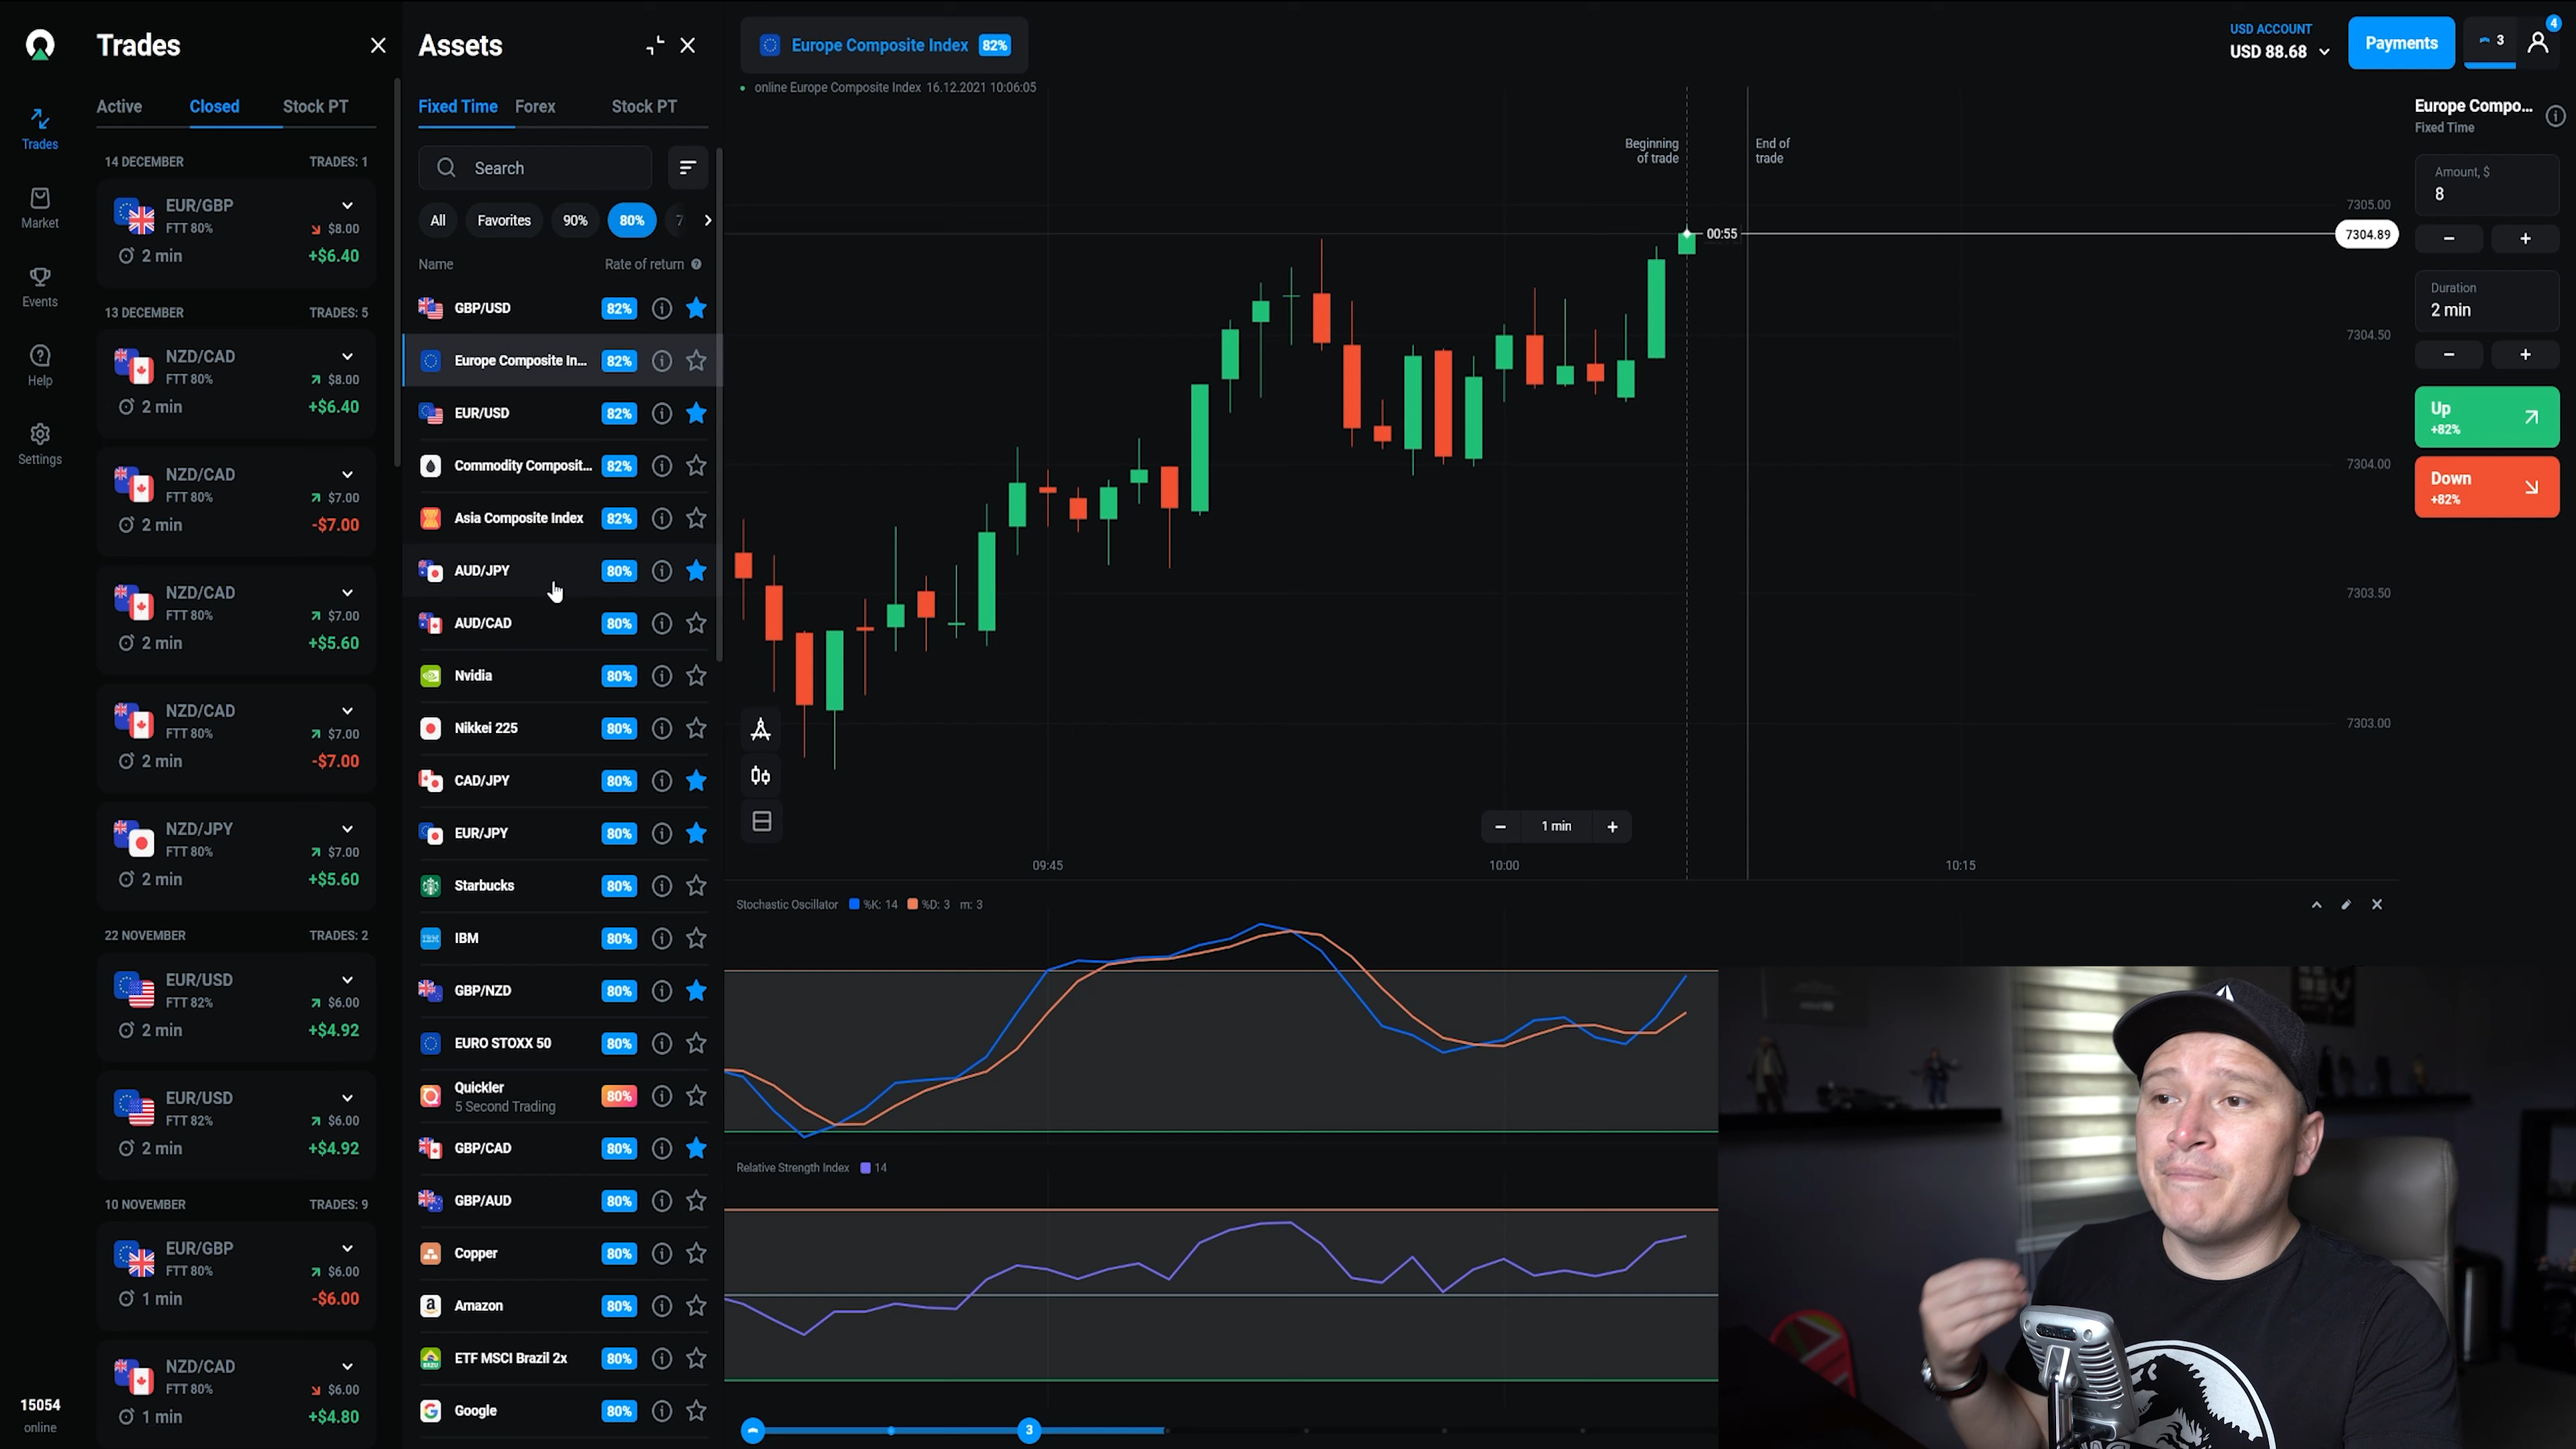 Trades
Active
Closed
Stock PT
14 DECEMBER
TRADES: 1
EUR/GBP
FTT 80%
$8.00
2 min
+$6.40
13 DECEMBER
TRADES: 5
NZD/CAD
FTT 80%
$8.00
2 min
+$6.40
NZD/CAD
FTT 80%
$7.00
2 min
-$7.00
NZD/CAD
FTT 80%
$7.00
2 min
+$5.60
NZD/CAD
FTT 80%
$7.00
2 min
-$7.00
NZD/JPY
FTT 80%
$7.00
2 min
+$5.60
22 NOVEMBER
TRADES: 2
EUR/USD
FTT 82%
$6.00
2 min
+$4.92
EUR/USD
FTT 82%
$6.00
2 min
+$4.92
10 NOVEMBER
TRADES: 9
EUR/GBP
FTT 80%
$6.00
1 min
-$6.00
NZD/CAD
FTT 80%
$6.00
1 min
+$4.80
Trades
Market
Events
Help
Settings
15054
online
Assets
Fixed Time
Forex
Stock PT
Search
All
Favorites
90%
80%
7
Name
Rate of return
GBP/USD
82%
Europe Composite In...
82%
EUR/USD
82%
Commodity Composit...
82%
Asia Composite Index
82%
AUD/JPY
80%
AUD/CAD
80%
Nvidia
80%
Nikkei 225
80%
CAD/JPY
80%
EUR/JPY
80%
Starbucks
80%
IBM
80%
GBP/NZD
80%
EURO STOXX 50
80%
Quickler
5 Second Trading
80%
GBP/CAD
80%
GBP/AUD
80%
Copper
80%
Amazon
80%
ETF MSCI Brazil 2x
80%
Google
80%
Europe Composite Index
82%
online Europe Composite Index 16.12.2021 10:06:05
Beginning
of trade
End of
trade
00:55
7305.00
7304.89
7304.50
7304.00
7303.50
7303.00
1 min
09:45
10:00
10:15
Stochastic Oscillator
%K: 14
%D: 3
m: 3
Relative Strength Index
14
3
USD ACCOUNT
USD 88.68
Payments
3
4
Europe Compo...
Fixed Time
Amount, $
8
Duration
2 min
Up
+82%
Down
+82%